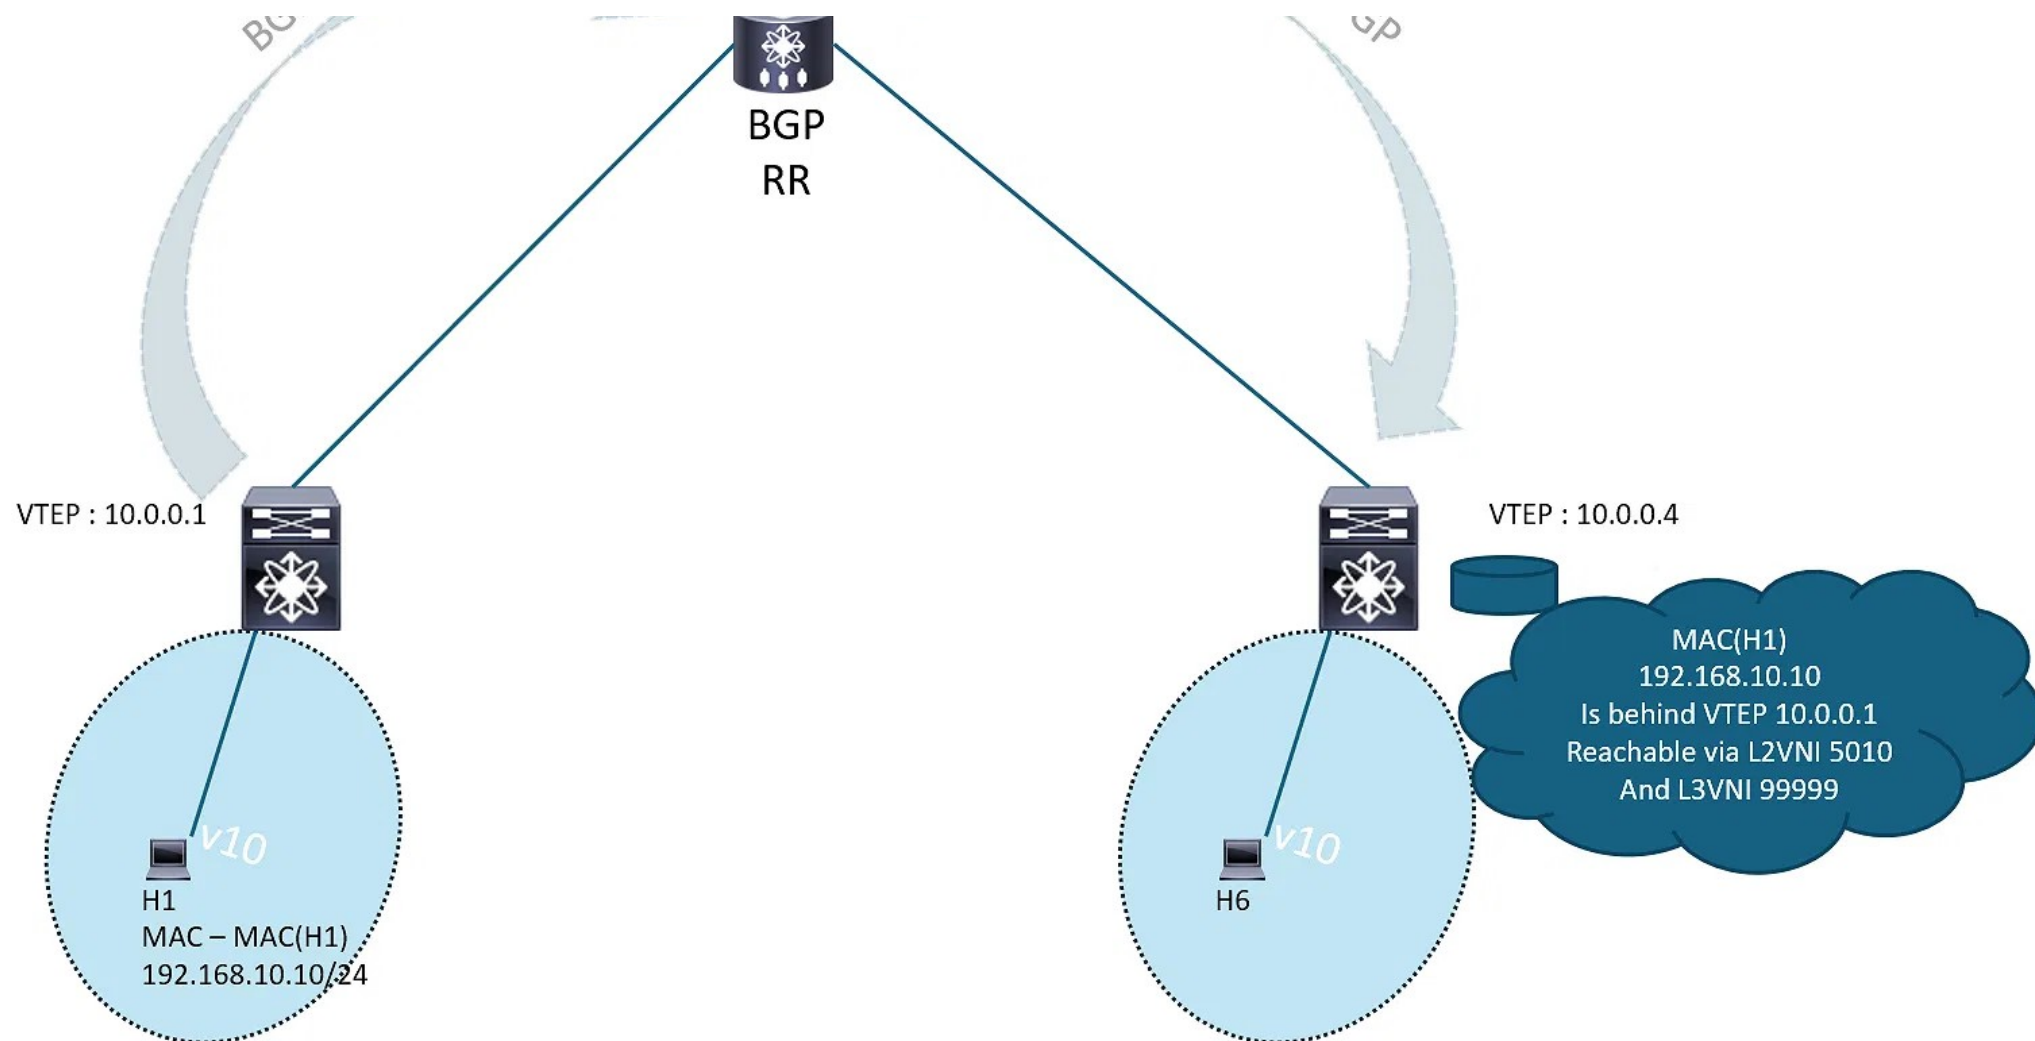 BGP
RR
VTEP : 10.0.0.1
VTEP : 10.0.0.4
MAC(H1)
192.168.10.10
Is behind VTEP 10.0.0.1
Reachable via L2VNI 5010
And L3VNI 99999
v10
H1
MAC – MAC(H1)
192.168.10.10/24
v10
H6